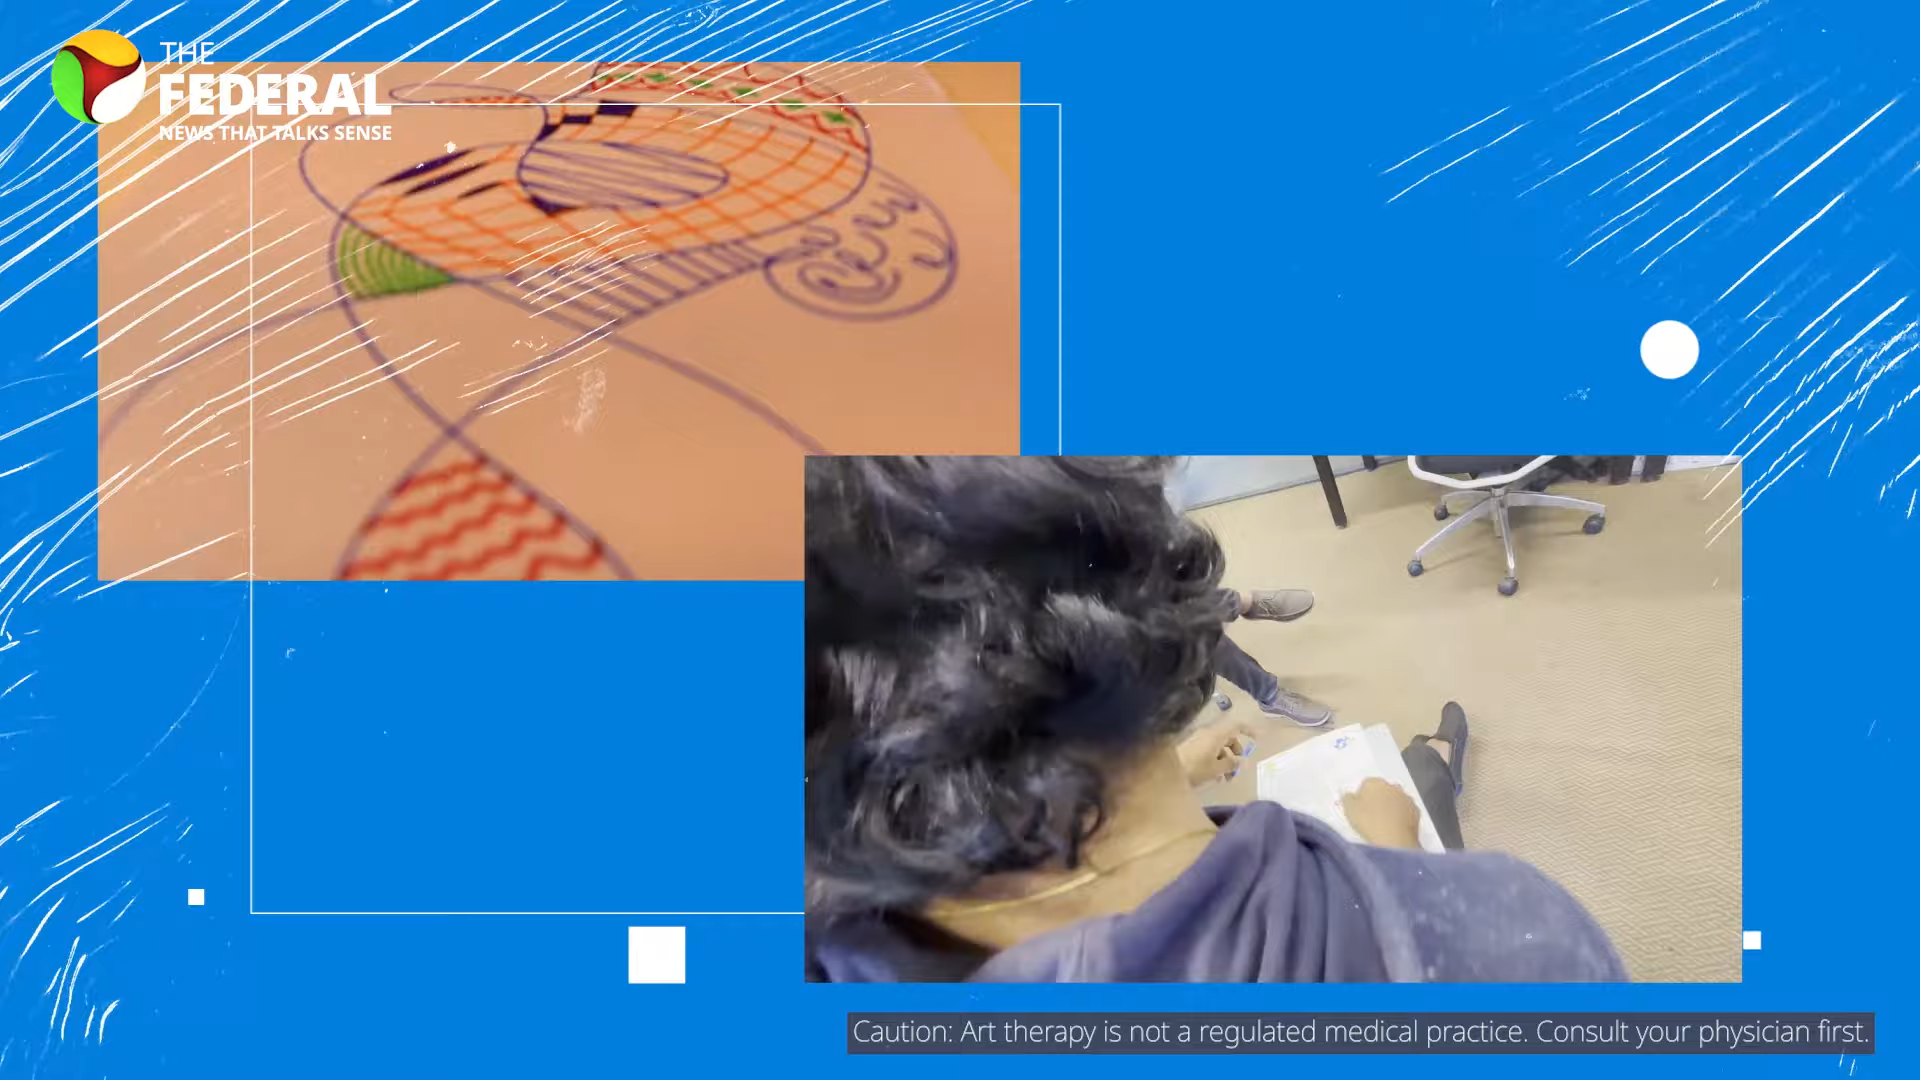 THE
FEDERAL
NEWS THAT TALKS SENSE
Caution: Art therapy is not a regulated medical practice. Consult your physician first.